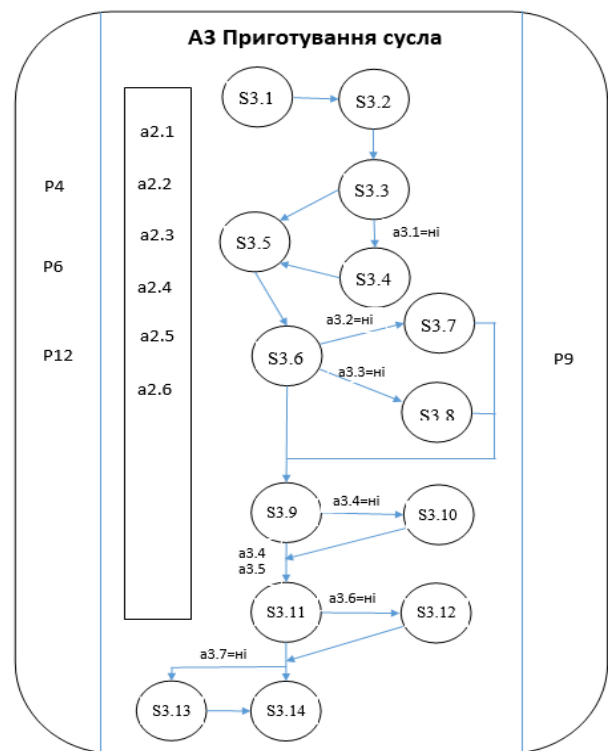 А3 Приготування сусла
P4
P6
P12
a2.1
a2.2
a2.3
a2.4
a2.5
a2.6
S3.1
S3.2
S3.3
a3.1=ні
S3.5
S3.4
a3.2=ні
S3.7
S3.6
a3.3=ні
S3.8
S3.9
a3.4=ні
S3.10
a3.4
a3.5
S3.11
a3.6=ні
S3.12
a3.7=ні
S3.13
S3.14
P9